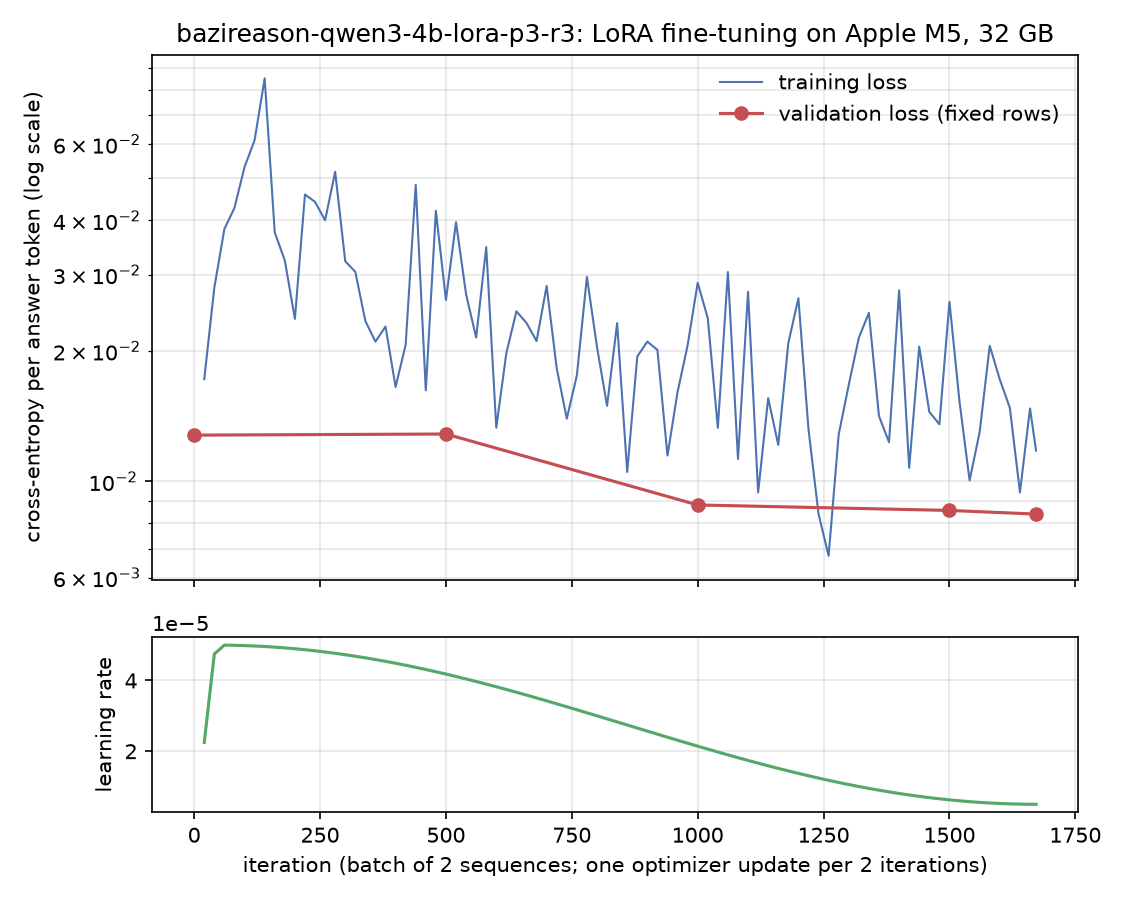 bazireason-qwen3-4b-lora-p3-r3: LoRA fine-tuning on Apple M5, 32 GB
training loss
validation loss (fixed rows)
cross-entropy per answer token (log scale)
6 × 10⁻²
4 × 10⁻²
3 × 10⁻²
2 × 10⁻²
10⁻²
6 × 10⁻³
1e−5
learning rate
4
2
0 250 500 750 1000 1250 1500 1750
iteration (batch of 2 sequences; one optimizer update per 2 iterations)